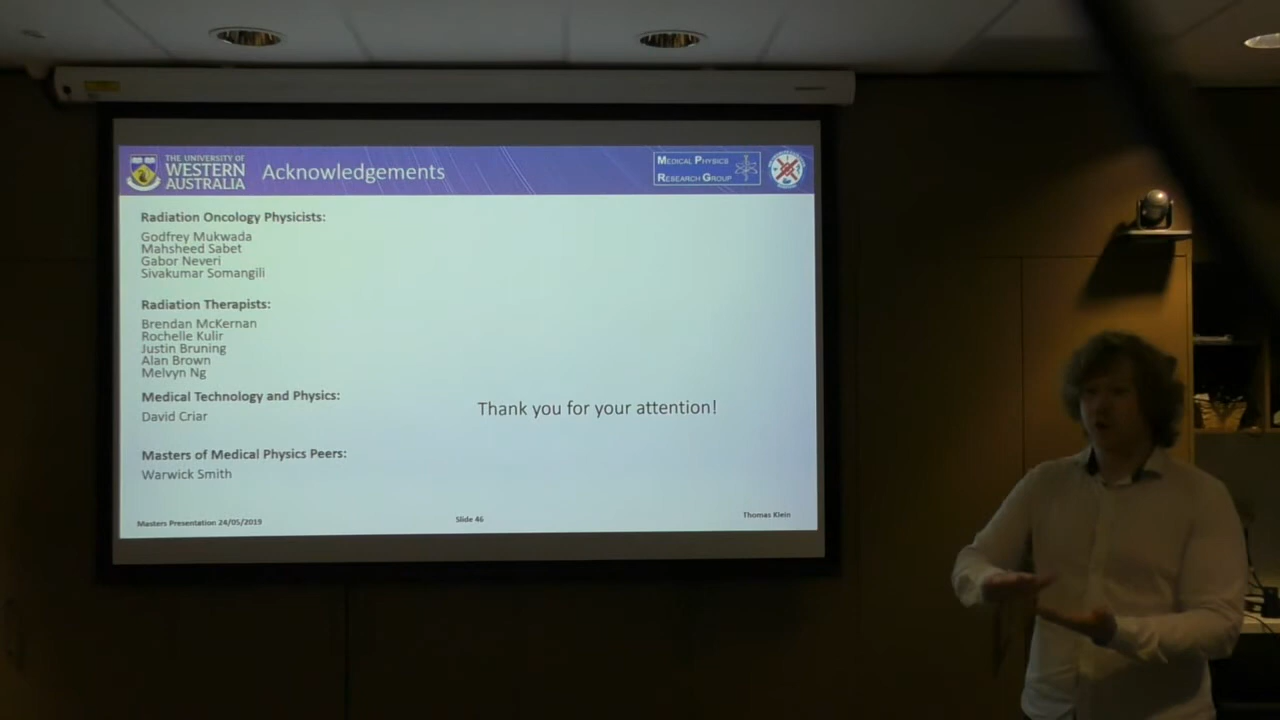 THE UNIVERSITY OF
WESTERN
AUSTRALIA
Acknowledgements
MEDICAL PHYSICS
RESEARCH GROUP
Radiation Oncology Physicists:
Godfrey Mukwada
Mahsheed Sabet
Gabor Neveri
Sivakumar Somangili
Radiation Therapists:
Brendan McKernan
Rochelle Kulir
Justin Bruning
Alan Brown
Melvyn Ng
Medical Technology and Physics:
David Criar
Thank you for your attention!
Masters of Medical Physics Peers:
Warwick Smith
Masters Presentation 24/05/2019
Slide 46
Thomas Klein